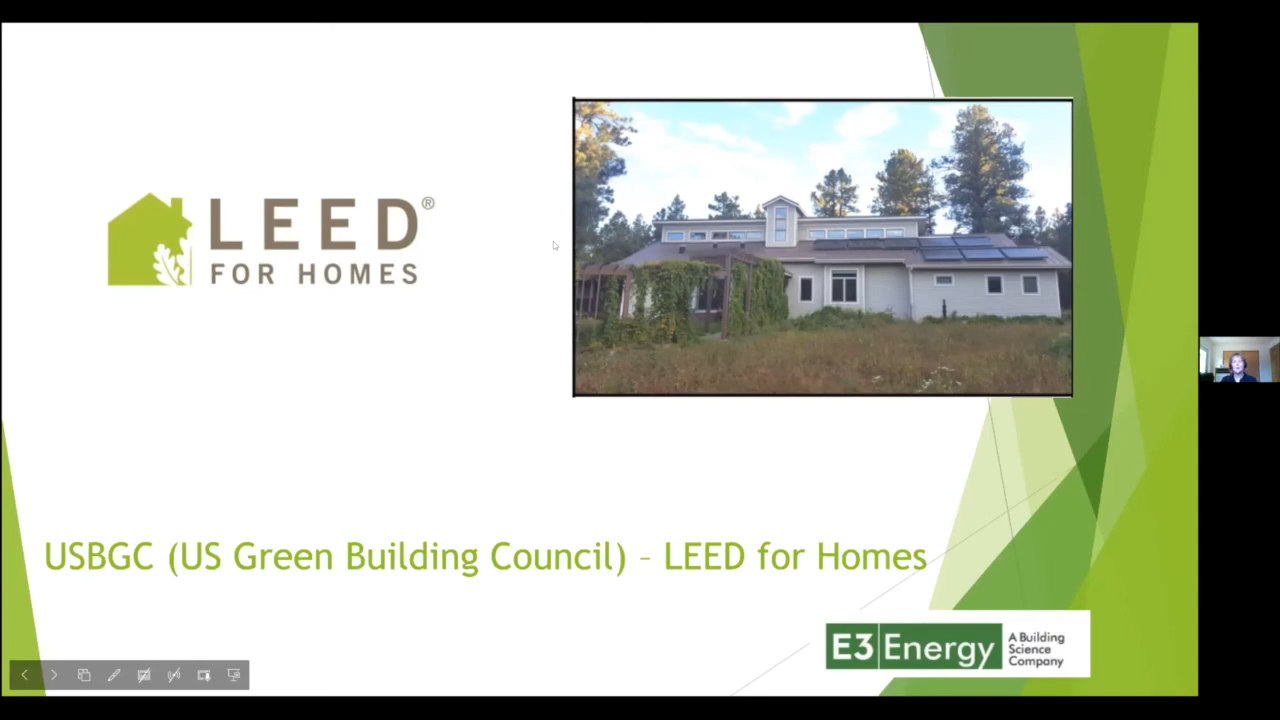 LEED®
FOR HOMES
USBGC (US Green Building Council) – LEED for Homes
E3 Energy
A Building
Science
Company